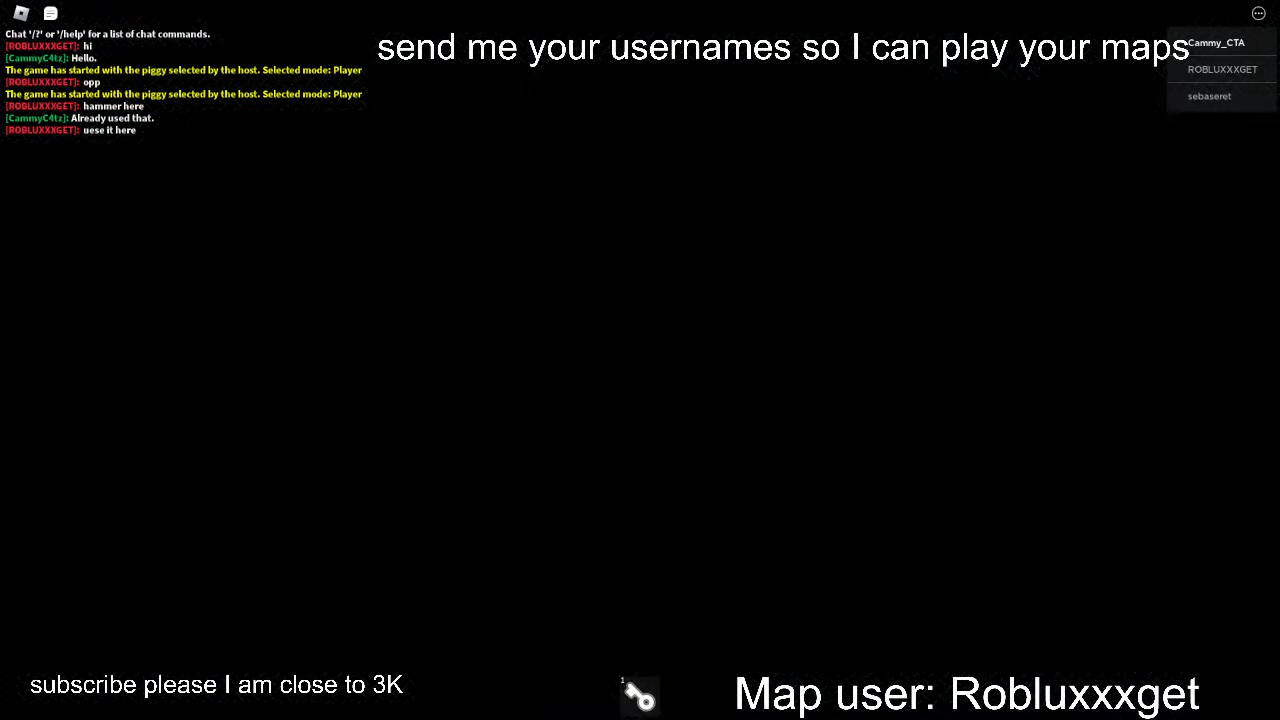 Chat '/?' or '/help' for a list of chat commands.
[ROBLUXXXGET]: hi
[CammyC4tz]: Hello.
The game has started with the piggy selected by the host. Selected mode: Player
[ROBLUXXXGET]: opp
The game has started with the piggy selected by the host. Selected mode: Player
[ROBLUXXXGET]: hammer here
[CammyC4tz]: Already used that.
[ROBLUXXXGET]: uese it here
send me your usernames so I can play your maps
Cammy_CTA
ROBLUXXXGET
sebaseret
subscribe please I am close to 3K
1
Map user: Robluxxxget